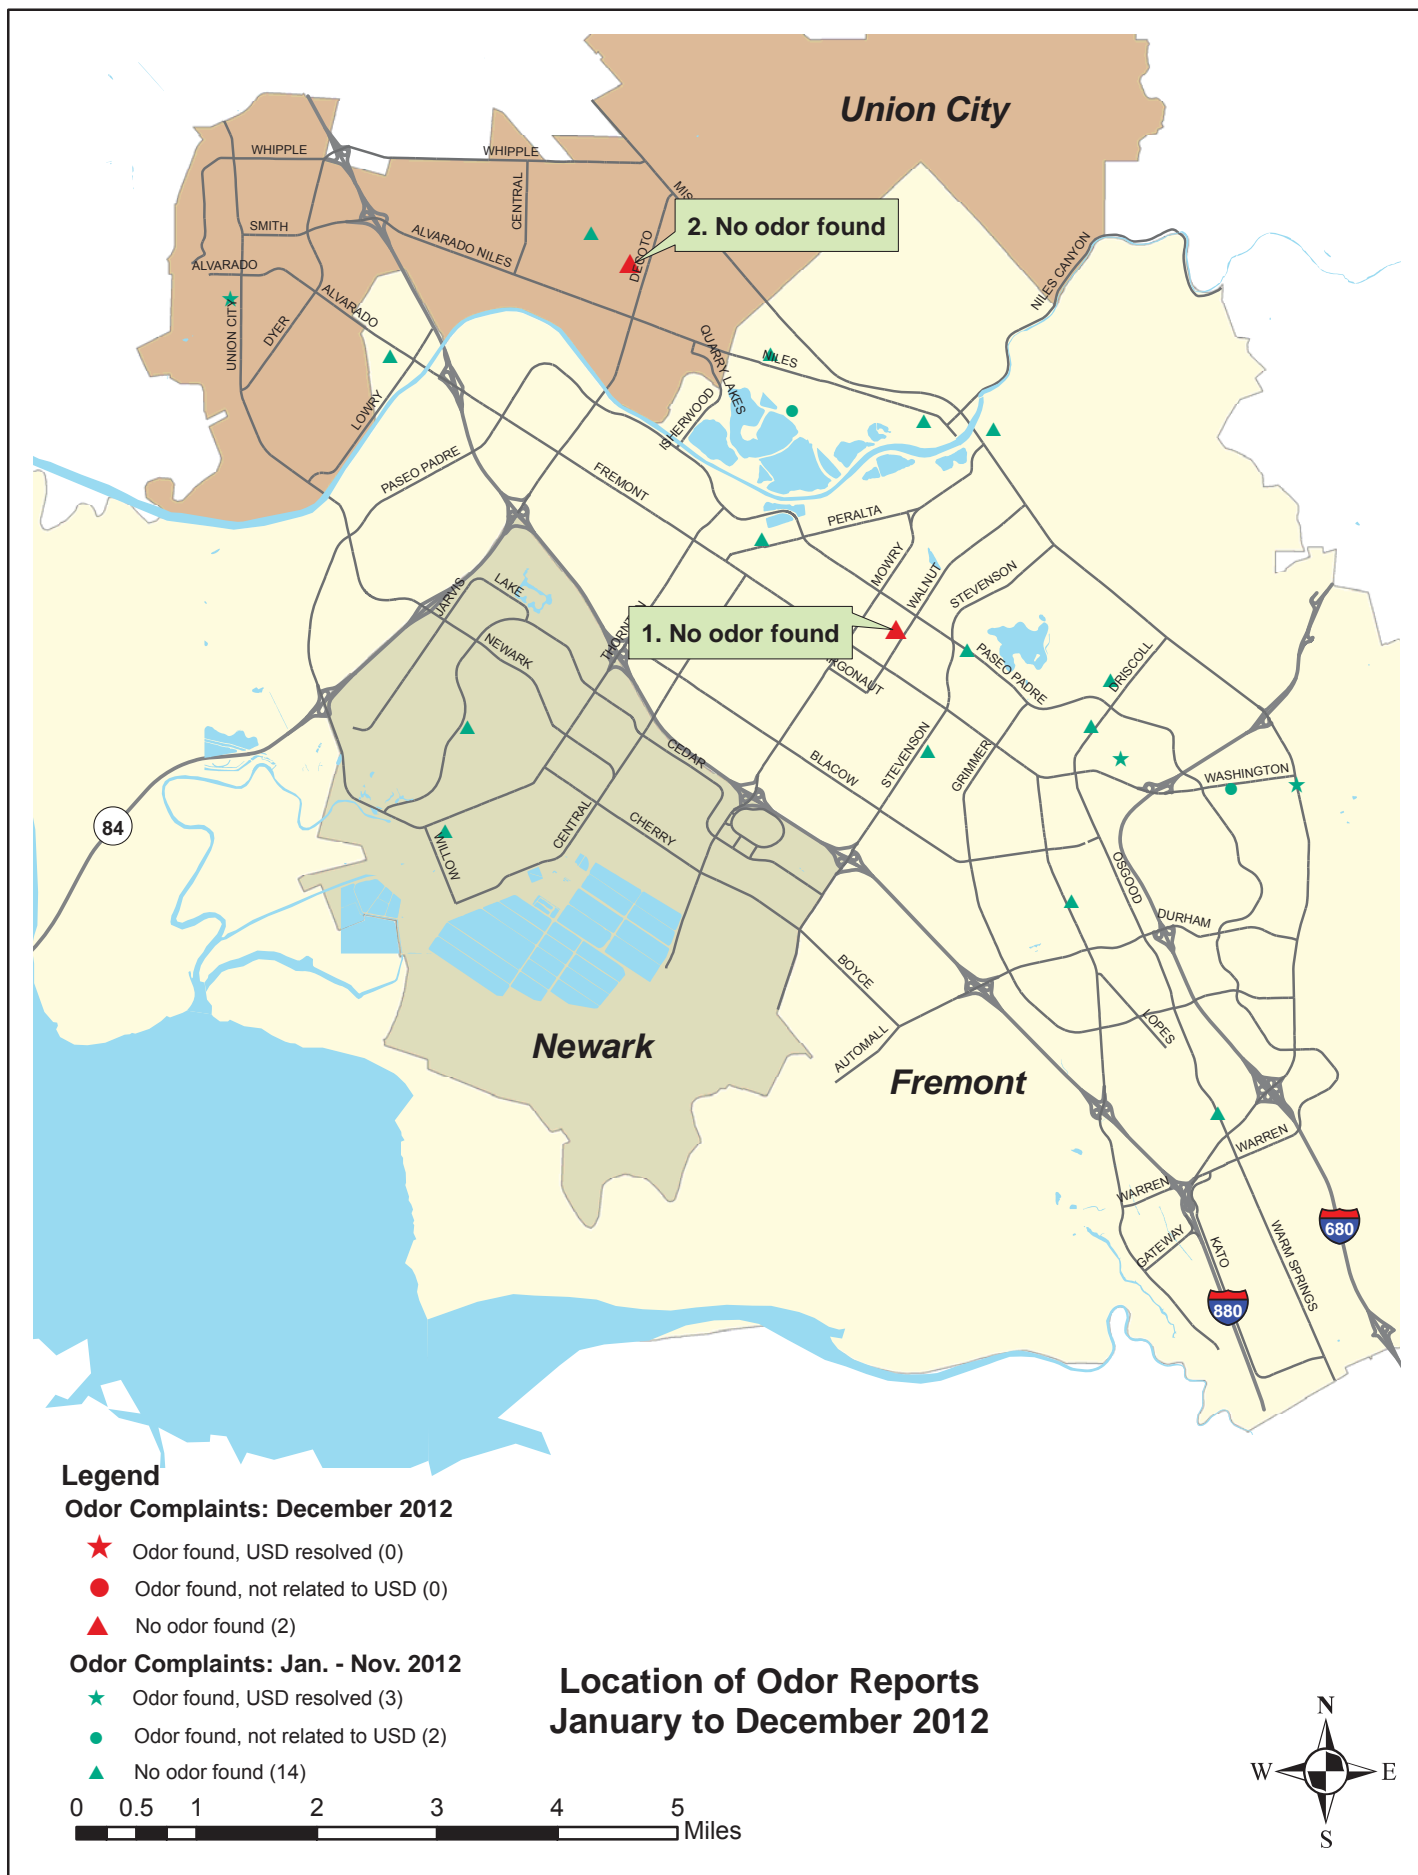 Union City
WHIPPLE
WHIPPLE
CENTRAL
SMITH
ALVARADO NILES
DECOTO
2. No odor found
ALVARADO
ALVARADO
UNION CITY
DYER
LOWRY
NILES CANYON
QUARRY LAKES
NILES
ISHERWOOD
PASEO PADRE
FREMONT
PERALTA
MOWRY
WALNUT
STEVENSON
JARVIS
LAKE
NEWARK
1. No odor found
PASEO PADRE
DRISCOLL
CEDAR
BLACOW
STEVENSON
GRIMMER
WASHINGTON
84
WILLOW
CENTRAL
CHERRY
OSGOOD
DURHAM
BOYCE
AUTOMALL
LOPES
Newark
Fremont
WARREN
WARREN
GATEWAY
KATO
WARM SPRINGS
680
880
Legend
Odor Complaints: December 2012
Odor found, USD resolved (0)
Odor found, not related to USD (0)
No odor found (2)
Odor Complaints: Jan. - Nov. 2012
Odor found, USD resolved (3)
Odor found, not related to USD (2)
No odor found (14)
Location of Odor Reports
January to December 2012
0 0.5 1 2 3 4 5
Miles
N
W E
S